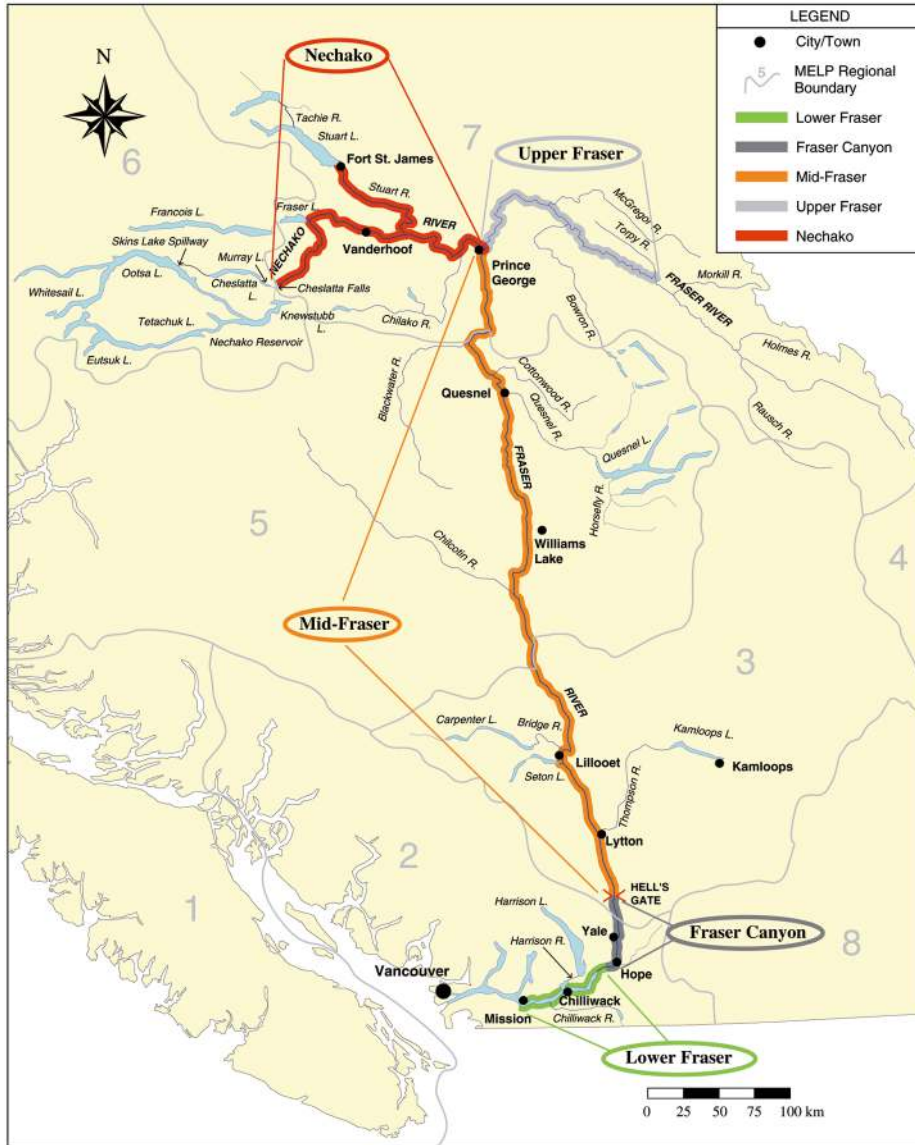 LEGEND
City/Town
5
MELP Regional
Boundary
Lower Fraser
Fraser Canyon
Mid-Fraser
Upper Fraser
Nechako
N
Nechako
Tachie R.
Stuart L.
Fort St. James
7
Upper Fraser
6
Stuart R.
McGregor R.
Torpy R.
Francois L.
Fraser L.
RIVER
Skins Lake Spillway
NECHAKO
Vanderhoof
Murray L.
Prince
George
Morkill R.
Ootsa L.
Cheslatta
L.
Cheslatta Falls
FRASER RIVER
Whitesail L.
Tetachuk L.
Knewstubb
L.
Chilako R.
Bowron R.
Nechako Reservoir
Holmes R.
Eutsuk L.
Blackwater R.
Cottonwood R.
Quesnel
Quesnel R.
Rausch R.
Quesnel L.
FRASER
Horsefly R.
5
Williams
Lake
Chilcotin R.
4
Mid-Fraser
3
RIVER
Carpenter L.
Bridge R.
Kamloops L.
Lillooet
Seton L.
Kamloops
Thompson R.
Lytton
2
HELL'S
GATE
1
Harrison L.
Yale
Fraser Canyon
8
Harrison R.
Hope
Vancouver
Chilliwack
Mission
Chilliwack R.
Lower Fraser
0 25 50 75 100 km